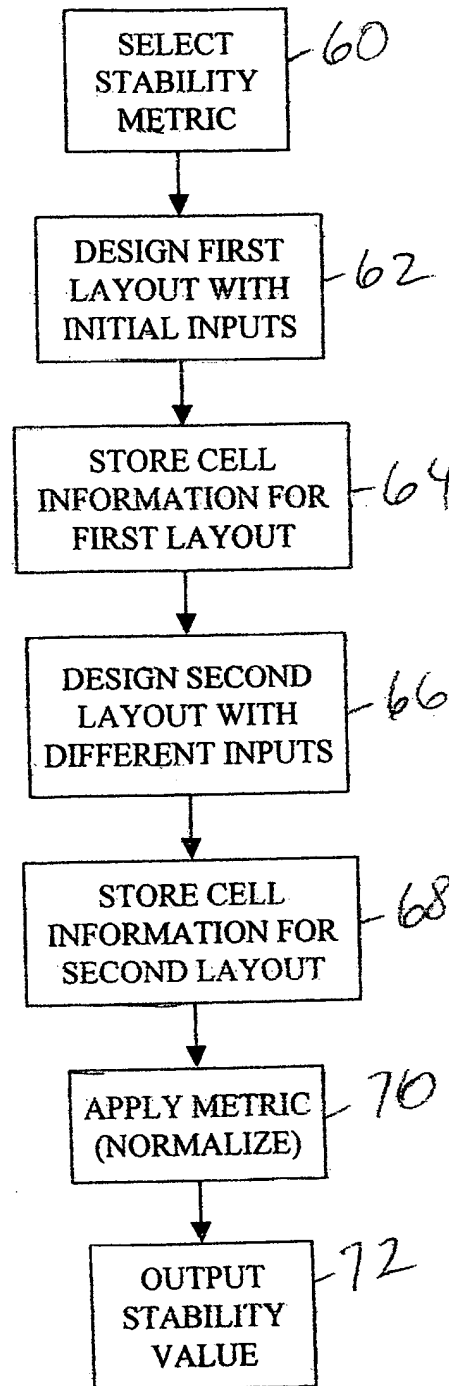 SELECT
STABILITY
METRIC
60
DESIGN FIRST
LAYOUT WITH
INITIAL INPUTS
62
STORE CELL
INFORMATION FOR
FIRST LAYOUT
64
DESIGN SECOND
LAYOUT WITH
DIFFERENT INPUTS
66
STORE CELL
INFORMATION FOR
SECOND LAYOUT
68
APPLY METRIC
(NORMALIZE)
70
OUTPUT
STABILITY
VALUE
72